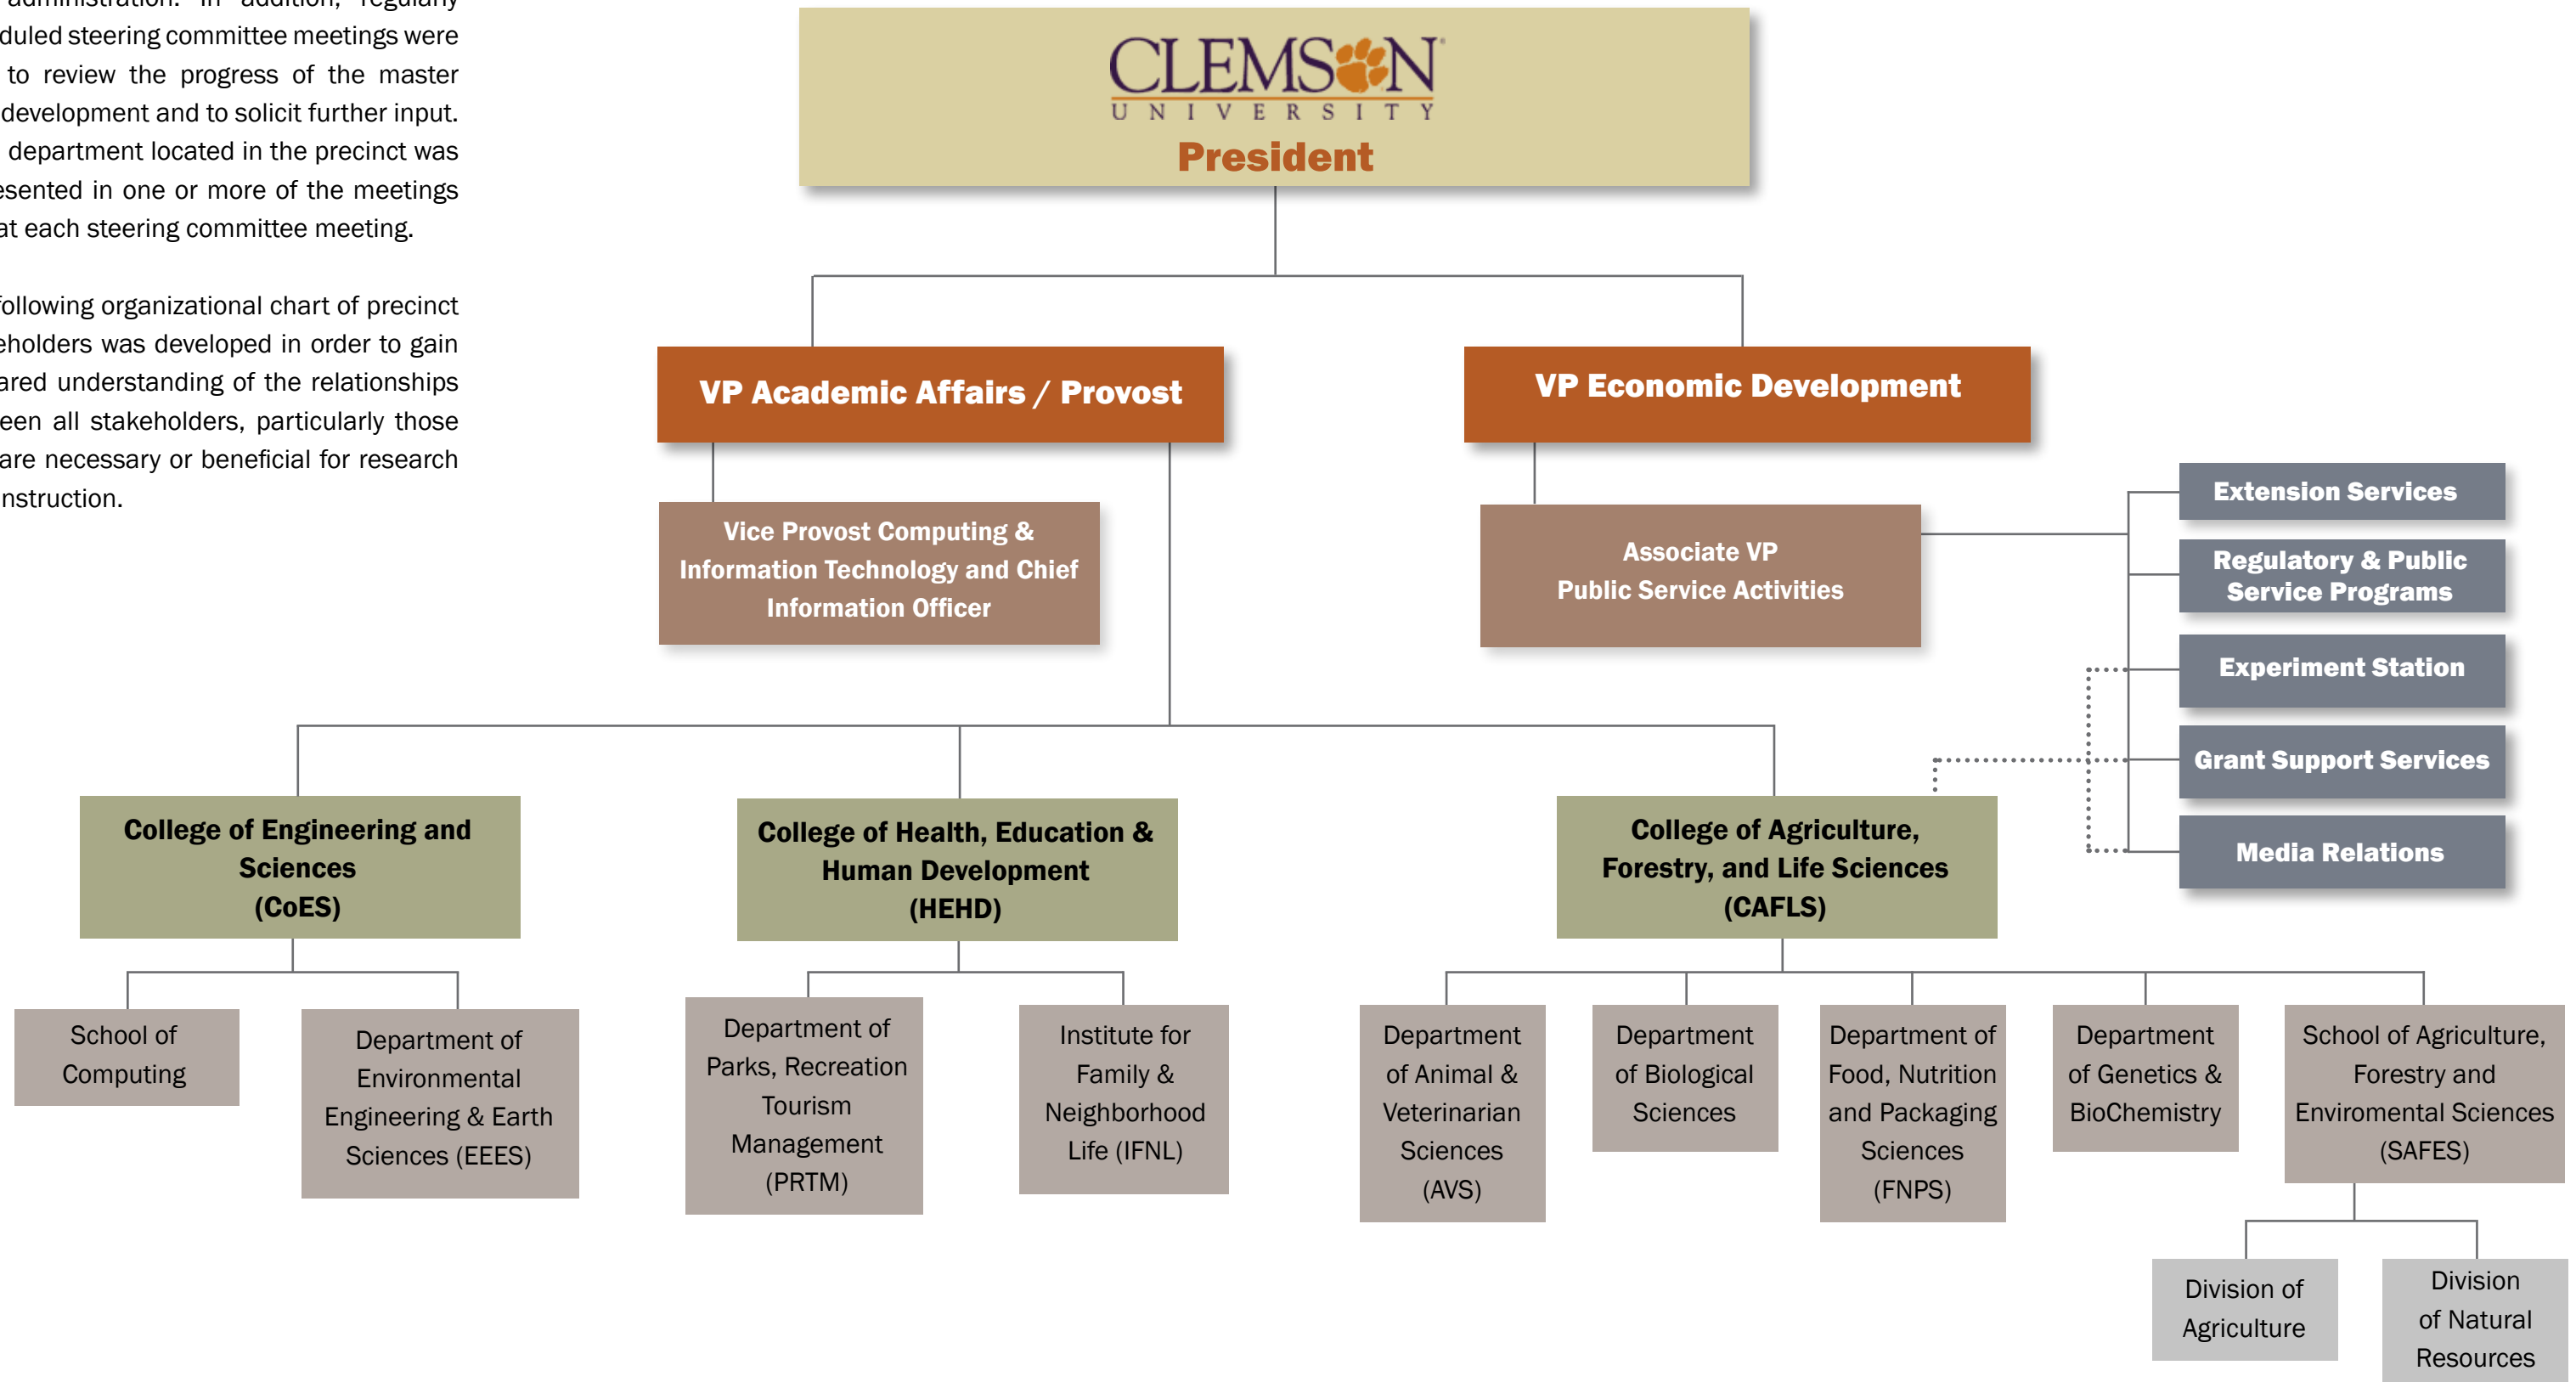 administration. In addition, regularly
duled steering committee meetings were
to review the progress of the master
development and to solicit further input.
department located in the precinct was
esented in one or more of the meetings
at each steering committee meeting.
following organizational chart of precinct
eholders was developed in order to gain
ared understanding of the relationships
een all stakeholders, particularly those
are necessary or beneficial for research
nstruction.
CLEMSON
UNIVERSITY
President
VP Academic Affairs / Provost
VP Economic Development
Vice Provost Computing &
Information Technology and Chief
Information Officer
Associate VP
Public Service Activities
Extension Services
Regulatory & Public
Service Programs
Experiment Station
Grant Support Services
Media Relations
College of Engineering and
Sciences
(CoES)
College of Health, Education &
Human Development
(HEHD)
College of Agriculture,
Forestry, and Life Sciences
(CAFLS)
School of
Computing
Department of
Environmental
Engineering & Earth
Sciences (EEES)
Department of
Parks, Recreation
Tourism
Management
(PRTM)
Institute for
Family &
Neighborhood
Life (IFNL)
Department
of Animal &
Veterinarian
Sciences
(AVS)
Department
of Biological
Sciences
Department of
Food, Nutrition
and Packaging
Sciences
(FNPS)
Department
of Genetics &
BioChemistry
School of Agriculture,
Forestry and
Enviromental Sciences
(SAFES)
Division of
Agriculture
Division
of Natural
Resources